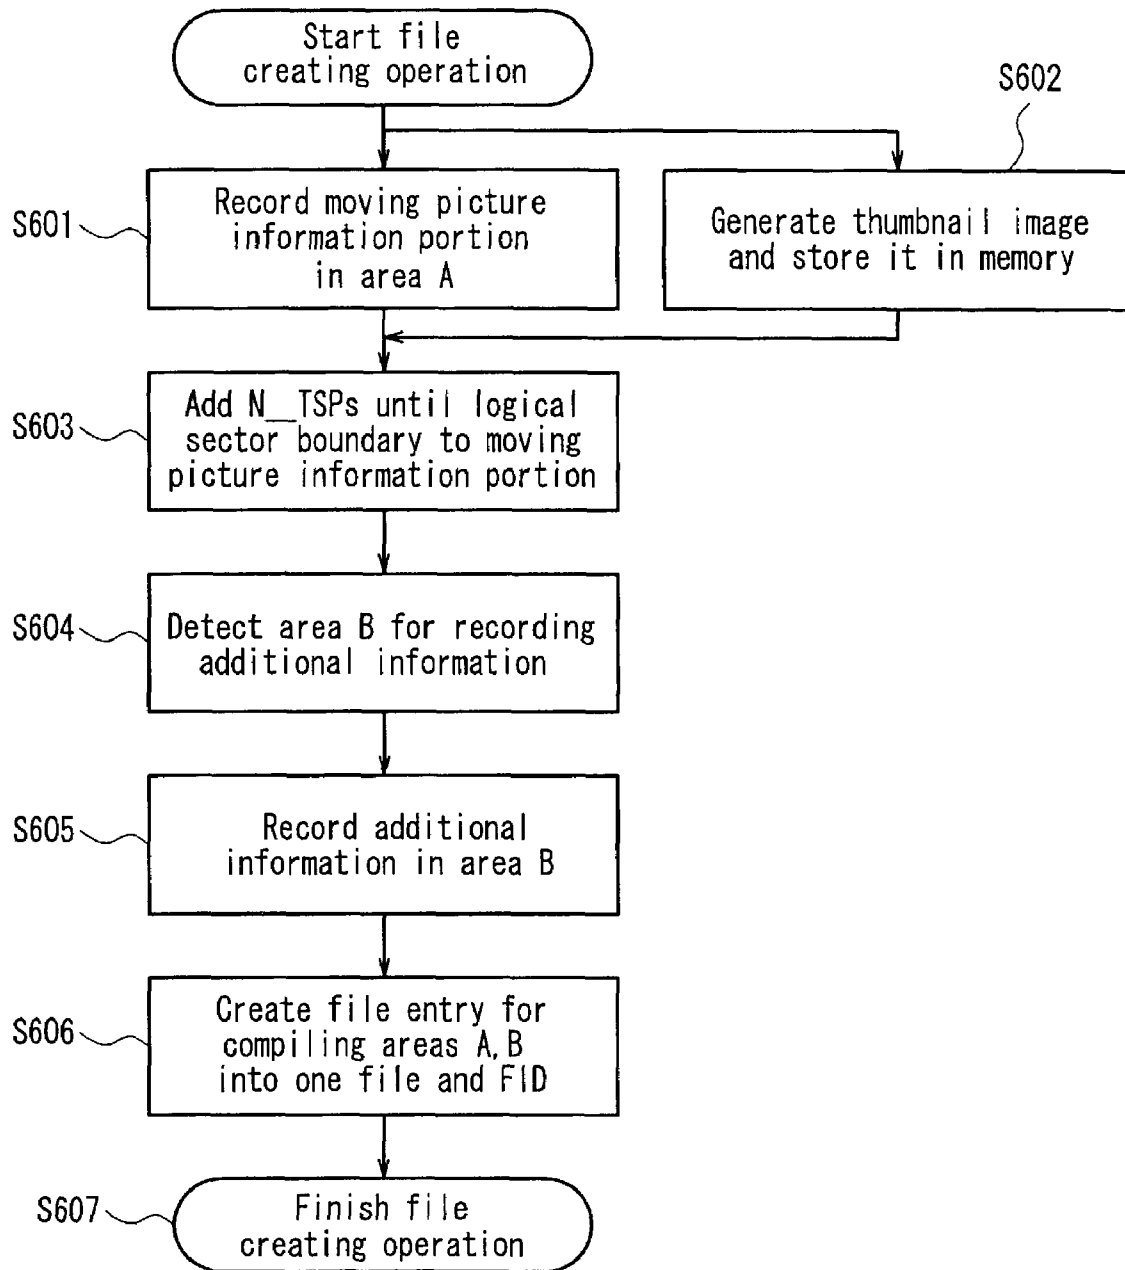 Start file
creating operation
S602
S601
Record moving picture
information portion
in area A
Generate thumbnail image
and store it in memory
S603
Add N__TSPs until logical
sector boundary to moving
picture information portion
S604
Detect area B for recording
additional information
S605
Record additional
information in area B
S606
Create file entry for
compiling areas A,B
into one file and FID
S607
Finish file
creating operation